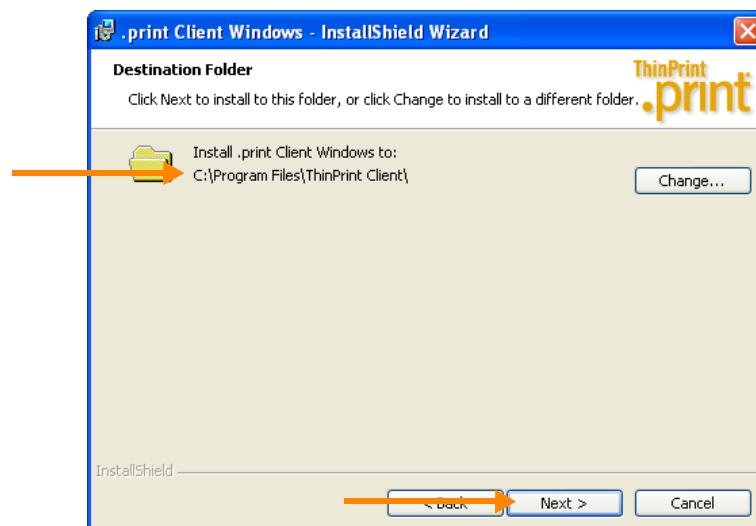 .print Client Windows - InstallShield Wizard
Destination Folder
Click Next to install to this folder, or click Change to install to a different folder.
ThinPrint
.print
Install .print Client Windows to:
C:\Program Files\ThinPrint Client\
Change...
InstallShield
< Back
Next >
Cancel